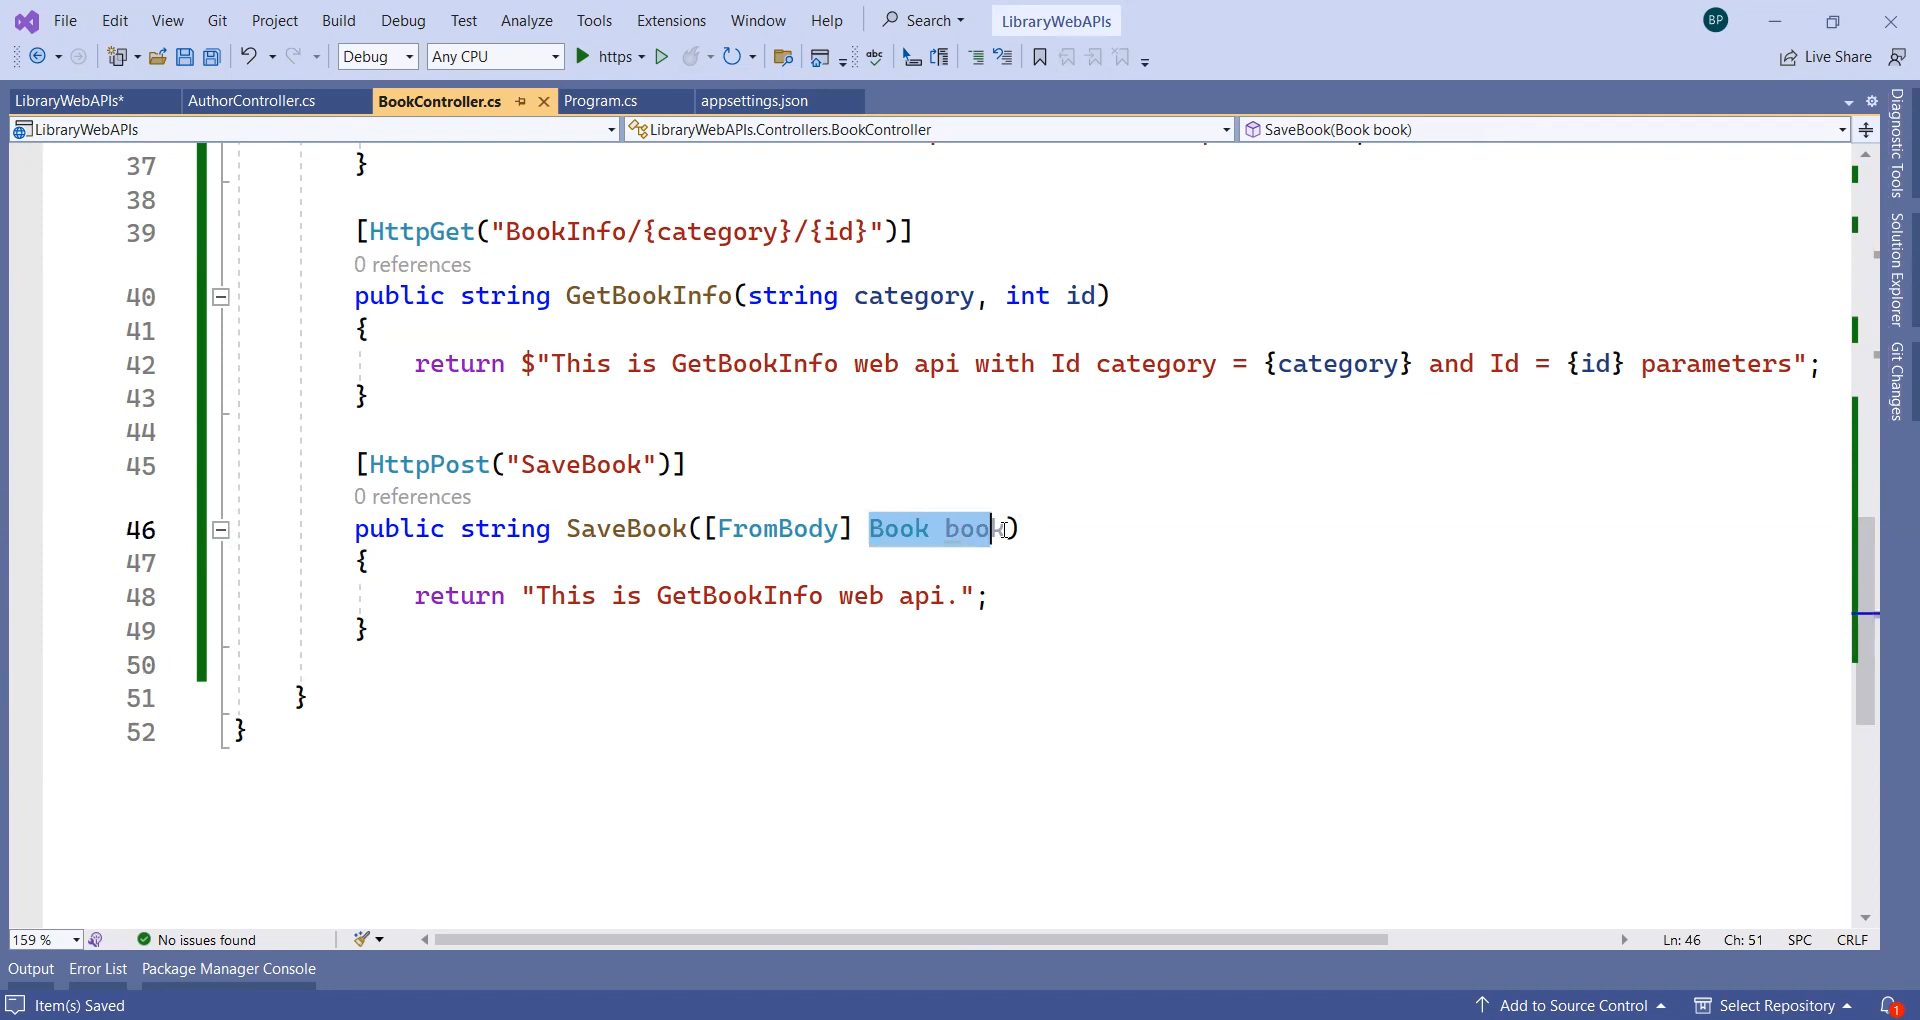 File Edit View Git Project Build Debug Test Analyze Tools Extensions Window Help Search LibraryWebAPIs BP
Debug Any CPU https Live Share
LibraryWebAPIs* AuthorController.cs BookController.cs Program.cs appsettings.json
LibraryWebAPIs LibraryWebAPIs.Controllers.BookController SaveBook(Book book)
37 }
38
39 [HttpGet("BookInfo/{category}/{id}")]
0 references
40 public string GetBookInfo(string category, int id)
41 {
42 return $"This is GetBookInfo web api with Id category = {category} and Id = {id} parameters";
43 }
44
45 [HttpPost("SaveBook")]
0 references
46 public string SaveBook([FromBody] Book book)
47 {
48 return "This is GetBookInfo web api.";
49 }
50
51 }
52 }
Diagnostic Tools
Solution Explorer
Git Changes
159 % No issues found Ln: 46 Ch: 51 SPC CRLF
Output Error List Package Manager Console
Item(s) Saved Add to Source Control Select Repository 1